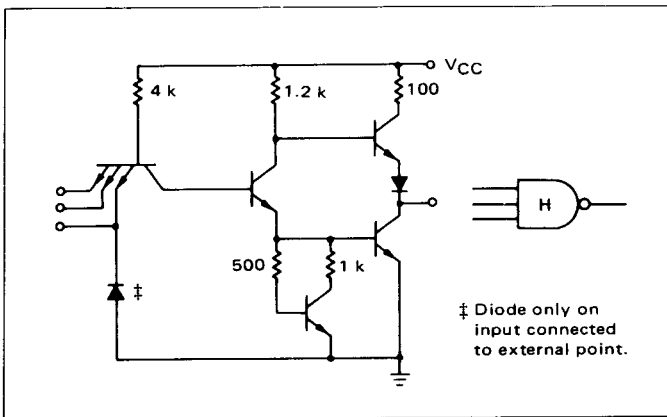 VCC
4 k
1.2 k
100
H
500
1 k
‡
‡ Diode only on
input connected
to external point.